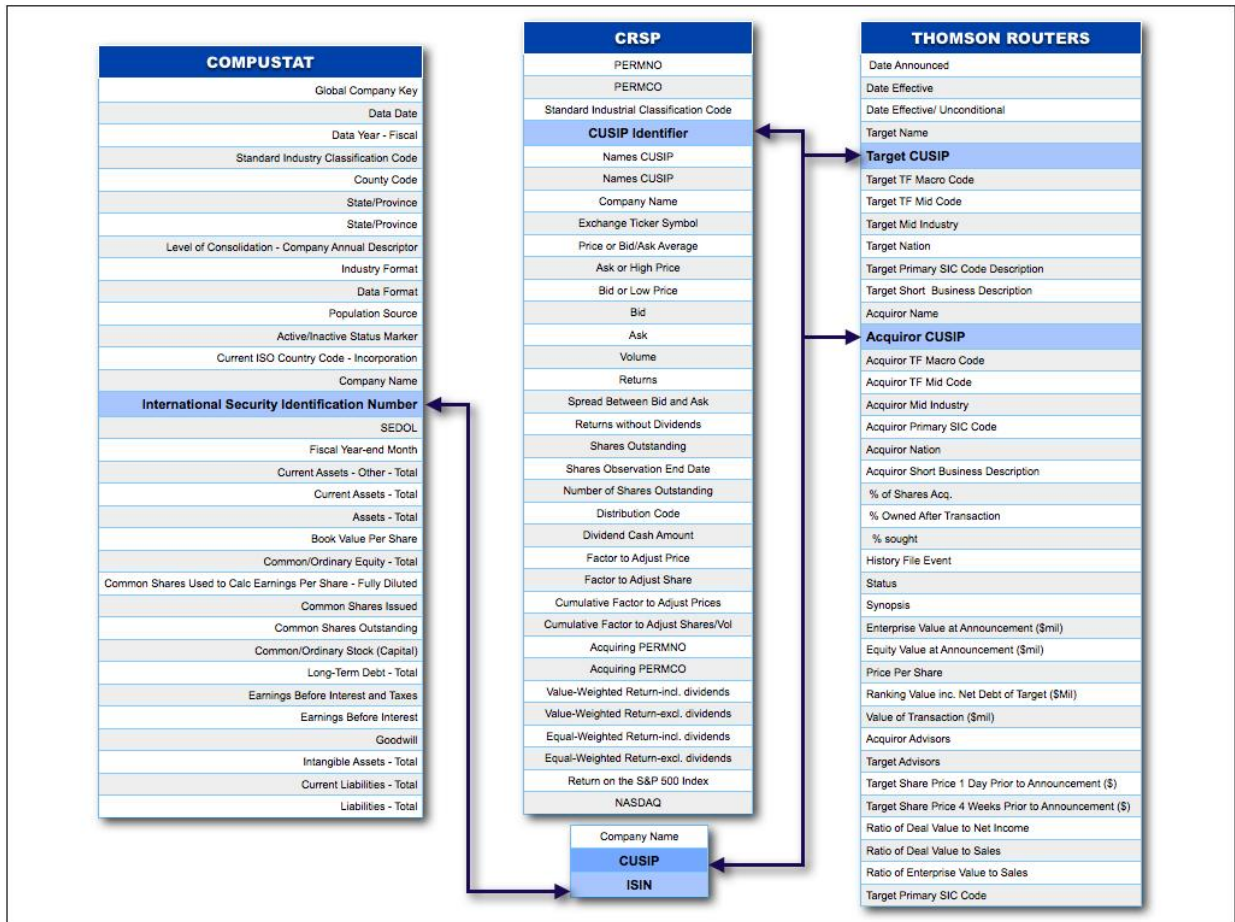 COMPUSTAT
Global Company Key
Data Date
Data Year - Fiscal
Standard Industry Classification Code
County Code
State/Province
State/Province
Level of Consolidation - Company Annual Descriptor
Industry Format
Data Format
Population Source
Active/Inactive Status Marker
Current ISO Country Code - Incorporation
Company Name
International Security Identification Number
SEDOL
Fiscal Year-end Month
Current Assets - Other - Total
Current Assets - Total
Assets - Total
Book Value Per Share
Common/Ordinary Equity - Total
Common Shares Used to Calc Earnings Per Share - Fully Diluted
Common Shares Issued
Common Shares Outstanding
Common/Ordinary Stock (Capital)
Long-Term Debt - Total
Earnings Before Interest and Taxes
Earnings Before Interest
Goodwill
Intangible Assets - Total
Current Liabilities - Total
Liabilities - Total
CRSP
PERMNO
PERMCO
Standard Industrial Classification Code
CUSIP Identifier
Names CUSIP
Names CUSIP
Company Name
Exchange Ticker Symbol
Price or Bid/Ask Average
Ask or High Price
Bid or Low Price
Bid
Ask
Volume
Returns
Spread Between Bid and Ask
Returns without Dividends
Shares Outstanding
Shares Observation End Date
Number of Shares Outstanding
Distribution Code
Dividend Cash Amount
Factor to Adjust Price
Factor to Adjust Share
Cumulative Factor to Adjust Prices
Cumulative Factor to Adjust Shares/Vol
Acquiring PERMNO
Acquiring PERMCO
Value-Weighted Return-incl. dividends
Value-Weighted Return-excl. dividends
Equal-Weighted Return-incl. dividends
Equal-Weighted Return-excl. dividends
Return on the S&P 500 Index
NASDAQ
Company Name
CUSIP
ISIN
THOMSON ROUTERS
Date Announced
Date Effective
Date Effective/ Unconditional
Target Name
Target CUSIP
Target TF Macro Code
Target TF Mid Code
Target Mid Industry
Target Nation
Target Primary SIC Code Description
Target Short Business Description
Acquiror Name
Acquiror CUSIP
Acquiror TF Macro Code
Acquiror TF Mid Code
Acquiror Mid Industry
Acquiror Primary SIC Code
Acquiror Nation
Acquiror Short Business Description
% of Shares Acq.
% Owned After Transaction
% sought
History File Event
Status
Synopsis
Enterprise Value at Announcement ($mil)
Equity Value at Announcement ($mil)
Price Per Share
Ranking Value inc. Net Debt of Target ($Mil)
Value of Transaction ($mil)
Acquiror Advisors
Target Advisors
Target Share Price 1 Day Prior to Announcement ($)
Target Share Price 4 Weeks Prior to Announcement ($)
Ratio of Deal Value to Net Income
Ratio of Deal Value to Sales
Ratio of Enterprise Value to Sales
Target Primary SIC Code